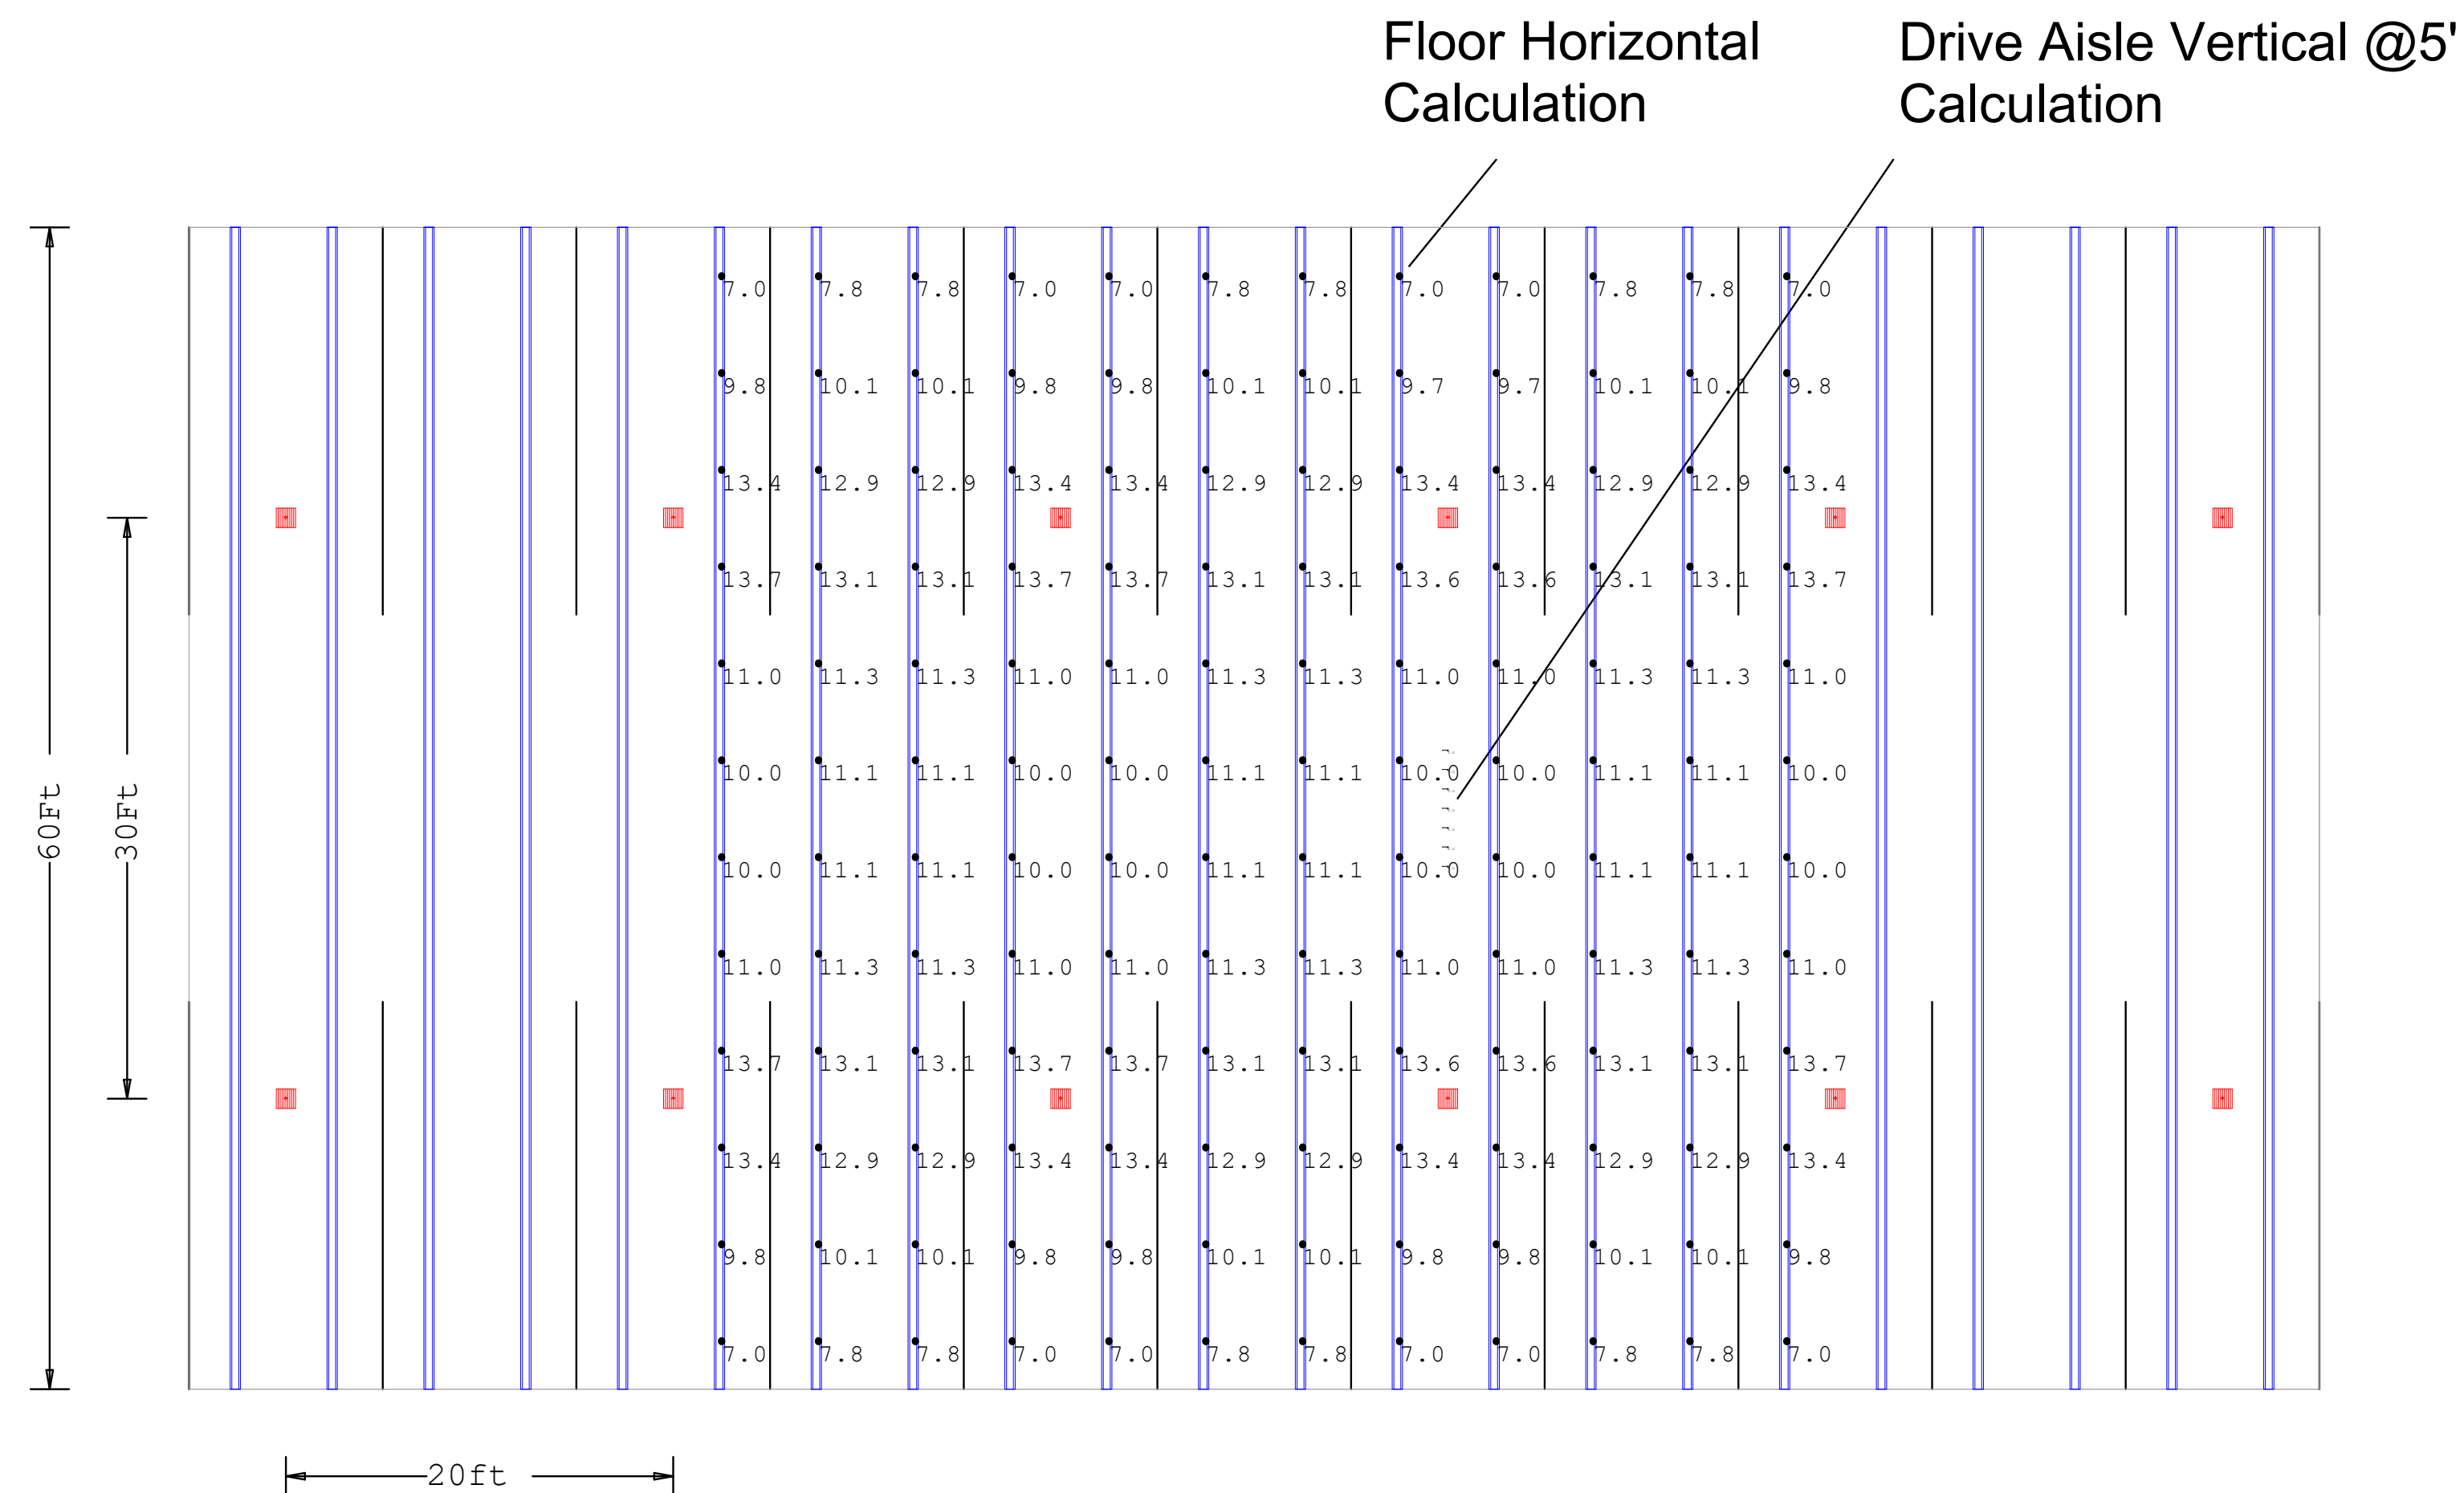 Floor Horizontal
Calculation
Drive Aisle Vertical @5'
Calculation
7.0 7.8 7.8 7.0 7.0 7.8 7.8 7.0 7.0 7.8 7.8 7.0
9.8 10.1 10.1 9.8 9.8 10.1 10.1 9.7 9.7 10.1 10.1 9.8
13.4 12.9 12.9 13.4 13.4 12.9 12.9 13.4 13.4 12.9 12.9 13.4
13.7 13.1 13.1 13.7 13.7 13.1 13.1 13.6 13.6 13.1 13.1 13.7
11.0 11.3 11.3 11.0 11.0 11.3 11.3 11.0 11.0 11.3 11.3 11.0
10.0 11.1 11.1 10.0 10.0 11.1 11.1 10.0 10.0 11.1 11.1 10.0
60Ft
30Ft
10.0 11.1 11.1 10.0 10.0 11.1 11.1 10.0 10.0 11.1 11.1 10.0
11.0 11.3 11.3 11.0 11.0 11.3 11.3 11.0 11.0 11.3 11.3 11.0
13.7 13.1 13.1 13.7 13.7 13.1 13.1 13.6 13.6 13.1 13.1 13.7
13.4 12.9 12.9 13.4 13.4 12.9 12.9 13.4 13.4 12.9 12.9 13.4
9.8 10.1 10.1 9.8 9.8 10.1 10.1 9.8 9.8 10.1 10.1 9.8
7.0 7.8 7.8 7.0 7.0 7.8 7.8 7.0 7.0 7.8 7.8 7.0
20ft